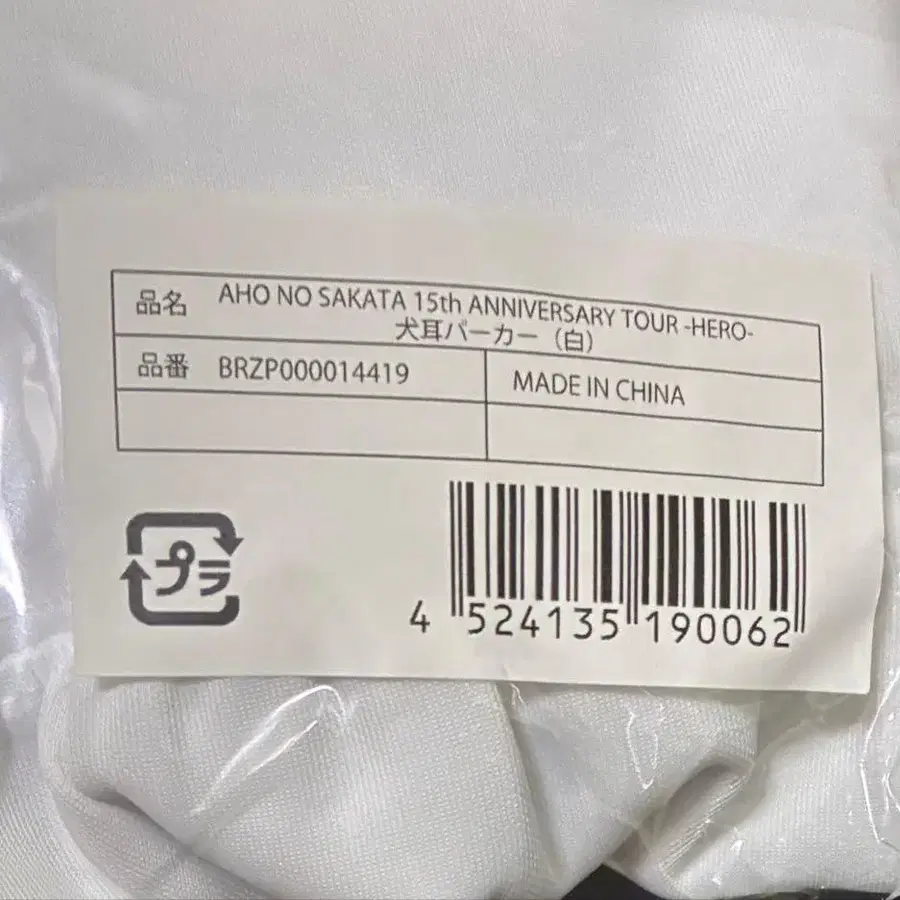 品名 AHO NO SAKATA 15th ANNIVERSARY TOUR -HERO-
犬耳パーカー（白）
品番 BRZP000014419 MADE IN CHINA
プラ
4 524135 190062